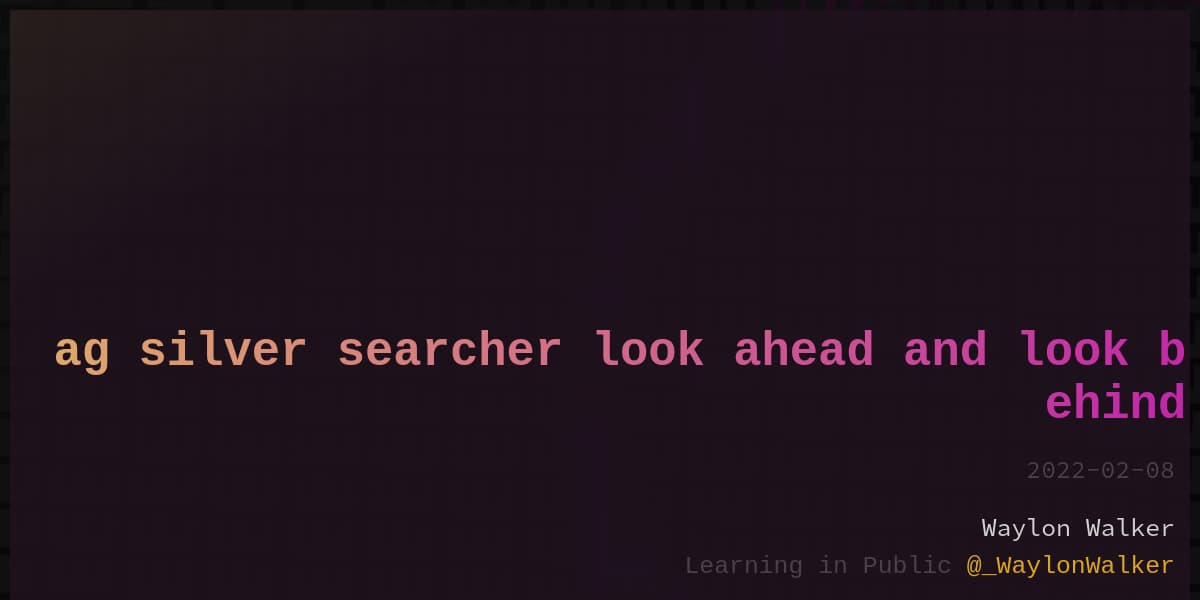 ag silver searcher look ahead and look b
ehind
2022-02-08
Waylon Walker
Learning in Public @_WaylonWalker